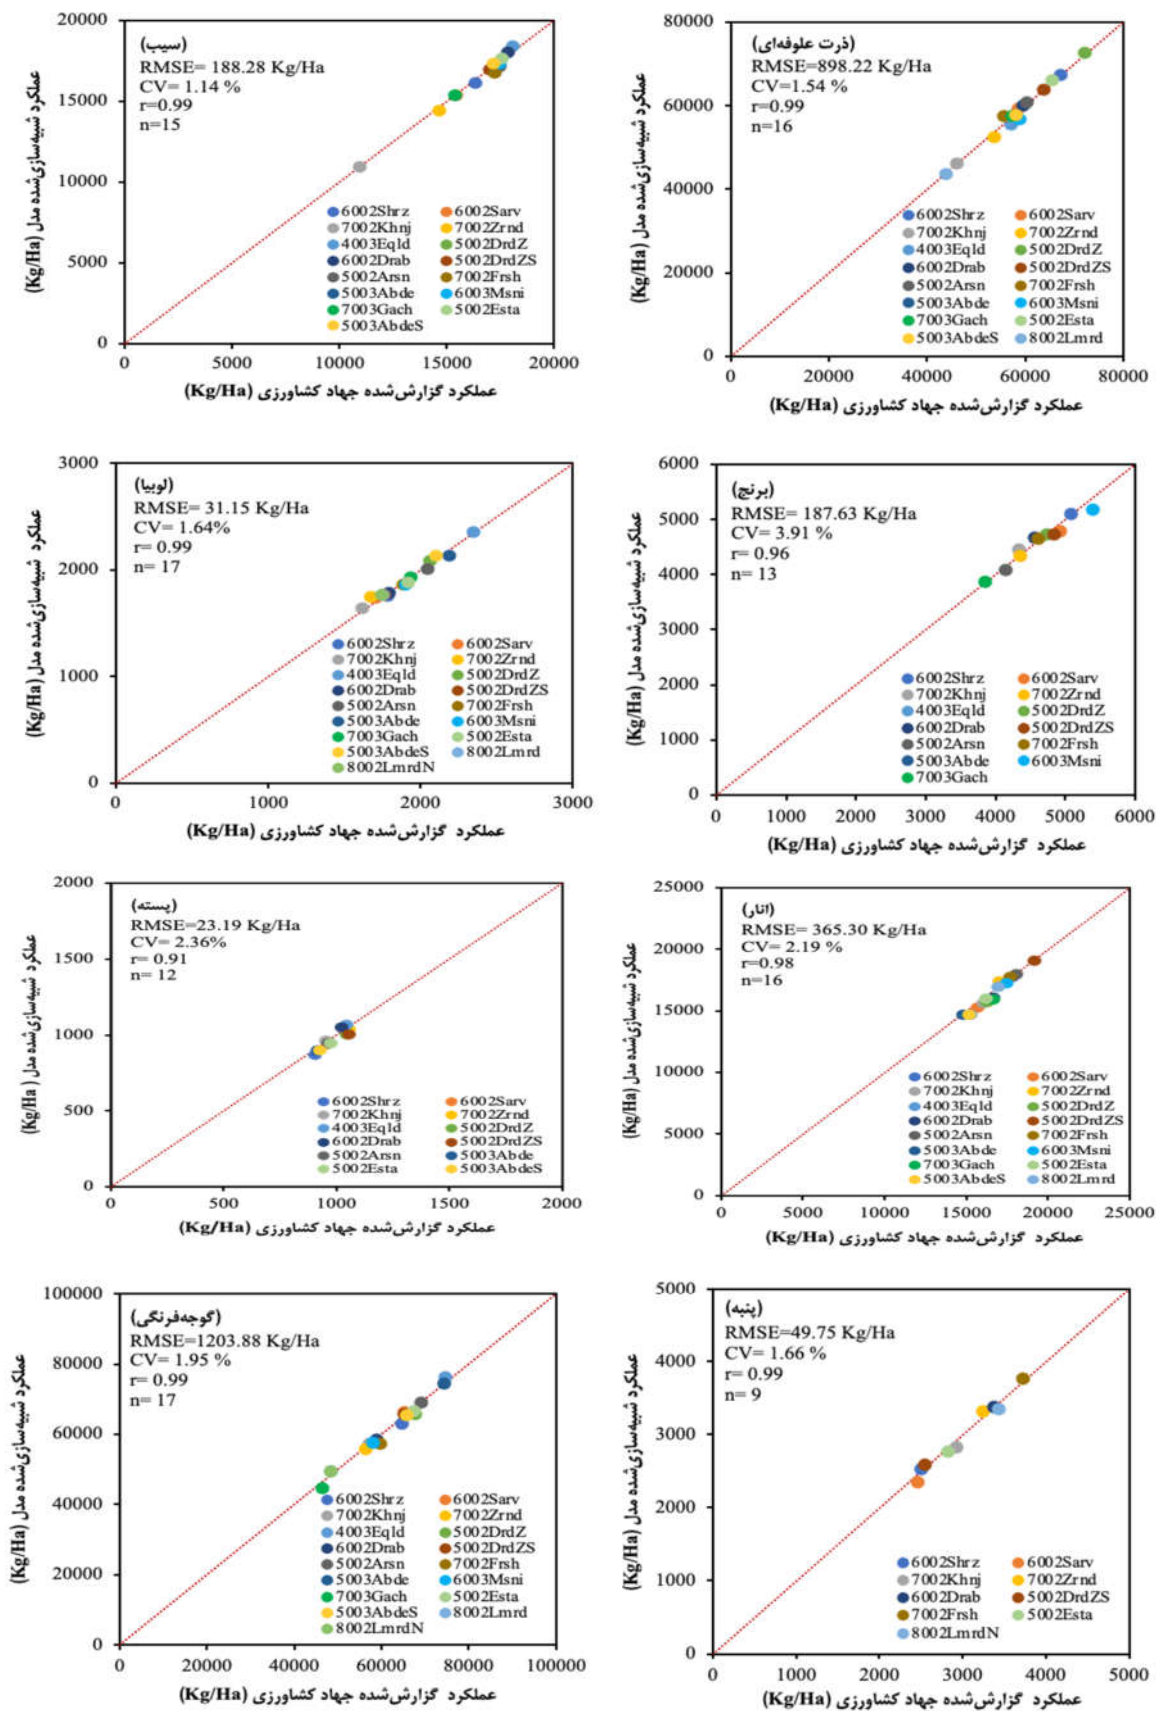 (سیب)
RMSE= 188.28 Kg/Ha
CV= 1.14 %
r=0.99
n=15
20000
15000
10000
5000
0
عملکرد شبیه‌سازی‌شده مدل (Kg/Ha)
6002Shrz 6002Sarv
7002Khnj 7002Zrnd
4003Eqld 5002DrdZ
6002Drab 5002DrdZS
5002Arsn 7002Frsh
5003Abde 6003Msni
7003Gach 5002Esta
5003AbdeS
0 5000 10000 15000 20000
عملکرد گزارش‌شده جهاد کشاورزی (Kg/Ha)
(ذرت علوفه‌ای)
RMSE=898.22 Kg/Ha
CV=1.54 %
r=0.99
n=16
80000
60000
40000
20000
0
عملکرد شبیه‌سازی‌شده مدل (Kg/Ha)
6002Shrz 6002Sarv
7002Khnj 7002Zrnd
4003Eqld 5002DrdZ
6002Drab 5002DrdZS
5002Arsn 7002Frsh
5003Abde 6003Msni
7003Gach 5002Esta
5003AbdeS 8002Lmrd
0 20000 40000 60000 80000
عملکرد گزارش‌شده جهاد کشاورزی (Kg/Ha)
(لوبیا)
RMSE= 31.15 Kg/Ha
CV= 1.64%
r= 0.99
n= 17
3000
2000
1000
0
عملکرد شبیه‌سازی‌شده مدل (Kg/Ha)
6002Shrz 6002Sarv
7002Khnj 7002Zrnd
4003Eqld 5002DrdZ
6002Drab 5002DrdZS
5002Arsn 7002Frsh
5003Abde 6003Msni
7003Gach 5002Esta
5003AbdeS 8002Lmrd
8002LmrdN
0 1000 2000 3000
عملکرد گزارش‌شده جهاد کشاورزی (Kg/Ha)
(برنج)
RMSE= 187.63 Kg/Ha
CV= 3.91 %
r= 0.96
n= 13
6000
5000
4000
3000
2000
1000
0
عملکرد شبیه‌سازی‌شده مدل (Kg/Ha)
6002Shrz 6002Sarv
7002Khnj 7002Zrnd
4003Eqld 5002DrdZ
6002Drab 5002DrdZS
5002Arsn 7002Frsh
5003Abde 6003Msni
7003Gach
0 1000 2000 3000 4000 5000 6000
عملکرد گزارش‌شده جهاد کشاورزی (Kg/Ha)
(پسته)
RMSE=23.19 Kg/Ha
CV= 2.36%
r= 0.91
n= 12
2000
1500
1000
500
0
عملکرد شبیه‌سازی‌شده مدل (Kg/Ha)
6002Shrz 6002Sarv
7002Khnj 7002Zrnd
4003Eqld 5002DrdZ
6002Drab 5002DrdZS
5002Arsn 5003Abde
5002Esta 5003AbdeS
0 500 1000 1500 2000
عملکرد گزارش‌شده جهاد کشاورزی (Kg/Ha)
(انار)
RMSE= 365.30 Kg/Ha
CV= 2.19 %
r=0.98
n=16
25000
20000
15000
10000
5000
0
عملکرد شبیه‌سازی‌شده مدل (Kg/Ha)
6002Shrz 6002Sarv
7002Khnj 7002Zrnd
4003Eqld 5002DrdZ
6002Drab 5002DrdZS
5002Arsn 7002Frsh
5003Abde 6003Msni
7003Gach 5002Esta
5003AbdeS 8002Lmrd
0 5000 10000 15000 20000 25000
عملکرد گزارش‌شده جهاد کشاورزی (Kg/Ha)
(گوجه‌فرنگی)
RMSE=1203.88 Kg/Ha
CV= 1.95 %
r= 0.99
n= 17
100000
80000
60000
40000
20000
0
عملکرد شبیه‌سازی‌شده مدل (Kg/Ha)
6002Shrz 6002Sarv
7002Khnj 7002Zrnd
4003Eqld 5002DrdZ
6002Drab 5002DrdZS
5002Arsn 7002Frsh
5003Abde 6003Msni
7003Gach 5002Esta
5003AbdeS 8002Lmrd
8002LmrdN
0 20000 40000 60000 80000 100000
عملکرد گزارش‌شده جهاد کشاورزی (Kg/Ha)
(پنبه)
RMSE=49.75 Kg/Ha
CV= 1.66 %
r= 0.99
n= 9
5000
4000
3000
2000
1000
0
عملکرد شبیه‌سازی‌شده مدل (Kg/Ha)
6002Shrz 6002Sarv
7002Khnj 7002Zrnd
6002Drab 5002DrdZS
7002Frsh 5002Esta
8002LmrdN
0 1000 2000 3000 4000 5000
عملکرد گزارش‌شده جهاد کشاورزی (Kg/Ha)